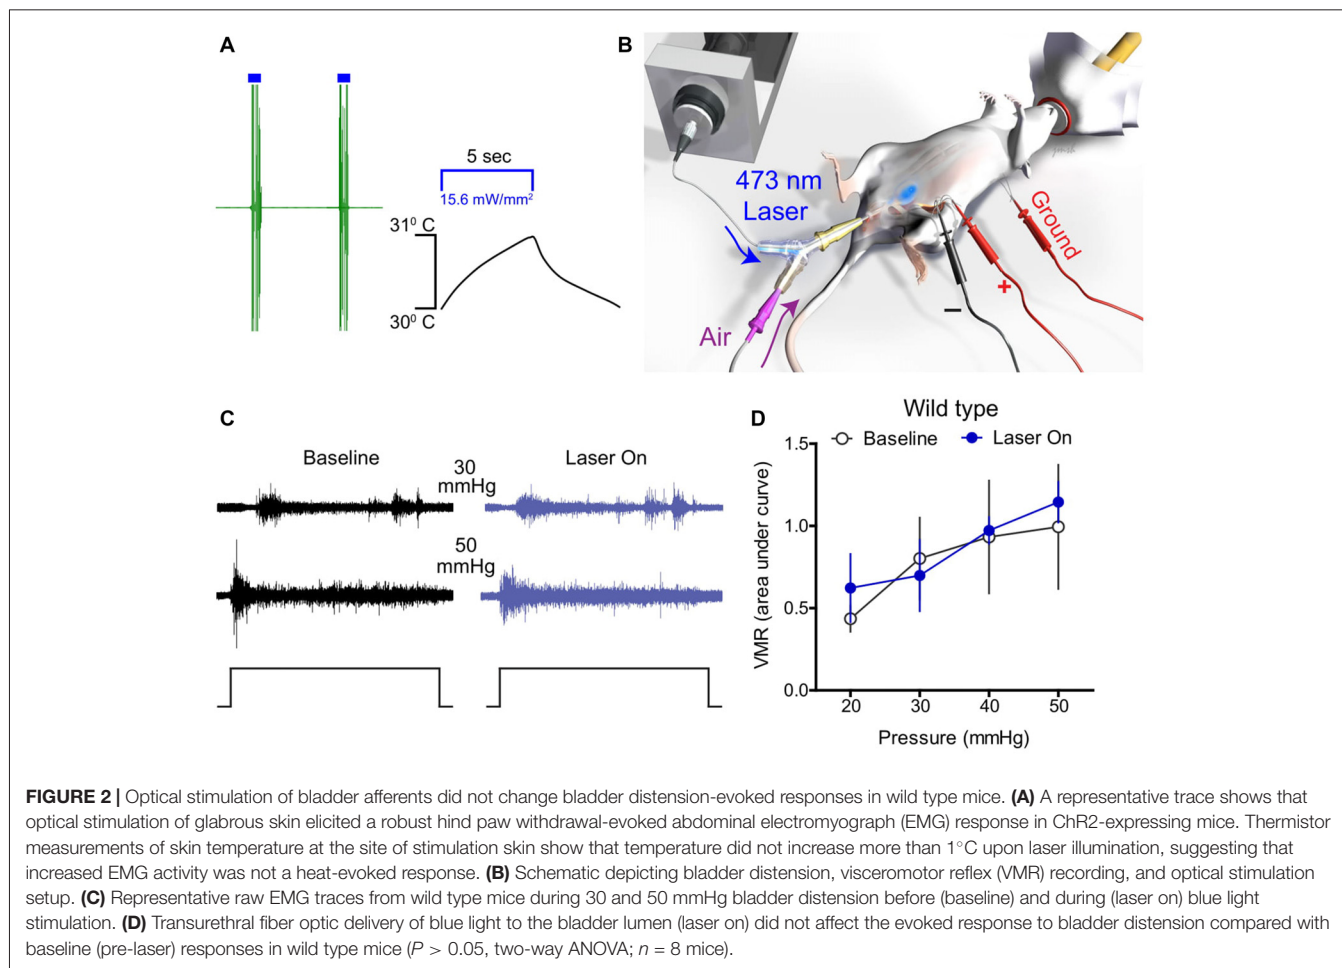 A
5 sec
15.6 mW/mm²
31⁰ C
30⁰ C
B
473 nm
Laser
Air
Ground
+
−
C
Baseline
30
mmHg
Laser On
50
mmHg
D
Wild type
Baseline
Laser On
VMR (area under curve)
1.5
1.0
0.5
0.0
20 30 40 50
Pressure (mmHg)
FIGURE 2 | Optical stimulation of bladder afferents did not change bladder distension-evoked responses in wild type mice. (A) A representative trace shows that
optical stimulation of glabrous skin elicited a robust hind paw withdrawal-evoked abdominal electromyograph (EMG) response in ChR2-expressing mice. Thermistor
measurements of skin temperature at the site of stimulation skin show that temperature did not increase more than 1°C upon laser illumination, suggesting that
increased EMG activity was not a heat-evoked response. (B) Schematic depicting bladder distension, visceromotor reflex (VMR) recording, and optical stimulation
setup. (C) Representative raw EMG traces from wild type mice during 30 and 50 mmHg bladder distension before (baseline) and during (laser on) blue light
stimulation. (D) Transurethral fiber optic delivery of blue light to the bladder lumen (laser on) did not affect the evoked response to bladder distension compared with
baseline (pre-laser) responses in wild type mice (P > 0.05, two-way ANOVA; n = 8 mice).